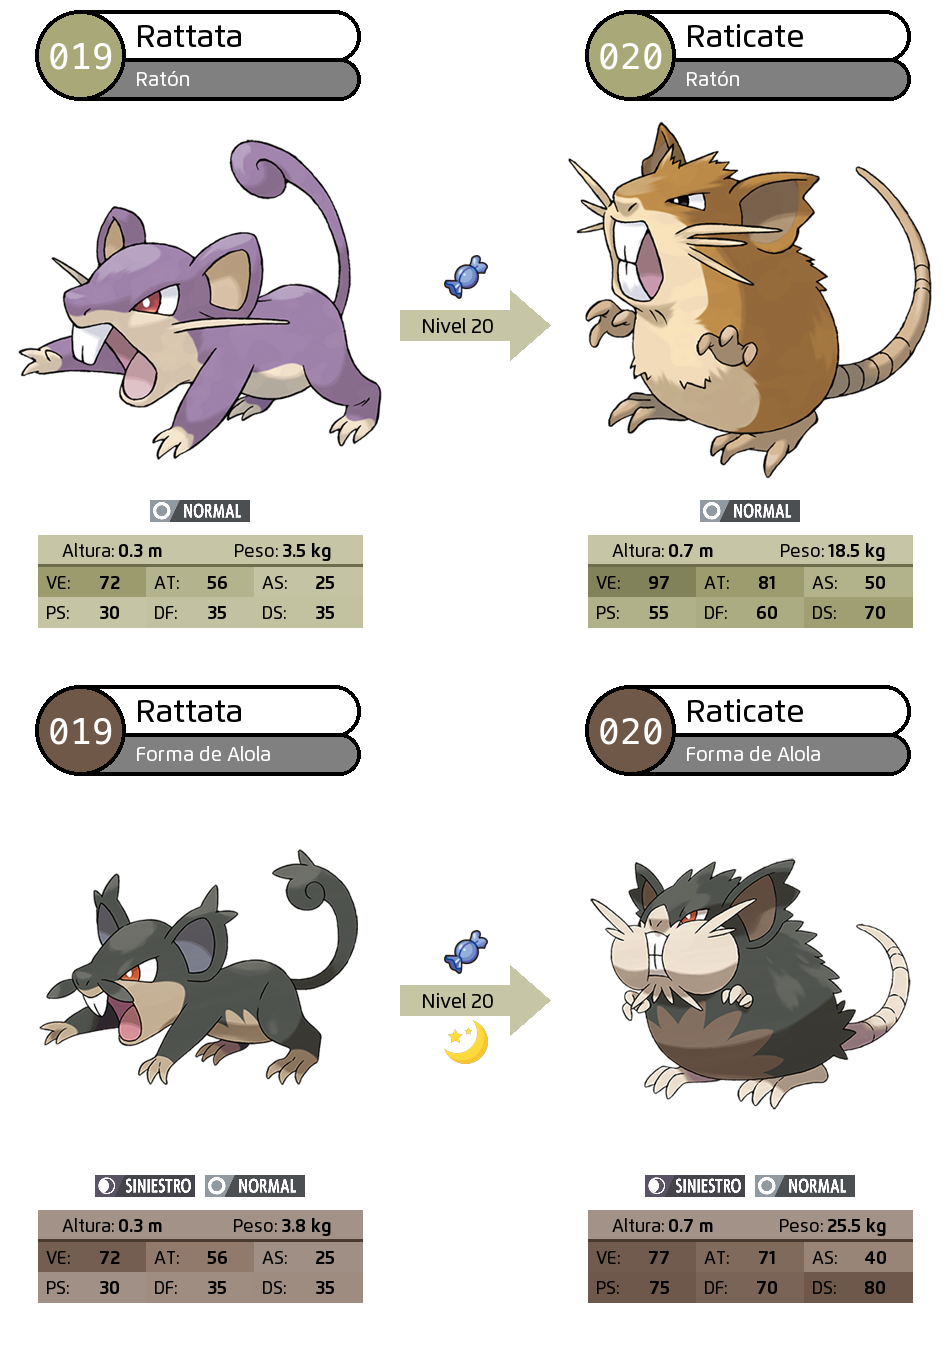 019 Rattata
Ratón
020 Raticate
Ratón
Nivel 20
NORMAL
Altura: 0.3 m Peso: 3.5 kg
VE: 72 AT: 56 AS: 25
PS: 30 DF: 35 DS: 35
NORMAL
Altura: 0.7 m Peso: 18.5 kg
VE: 97 AT: 81 AS: 50
PS: 55 DF: 60 DS: 70
019 Rattata
Forma de Alola
020 Raticate
Forma de Alola
Nivel 20
SINIESTRO NORMAL
Altura: 0.3 m Peso: 3.8 kg
VE: 72 AT: 56 AS: 25
PS: 30 DF: 35 DS: 35
SINIESTRO NORMAL
Altura: 0.7 m Peso: 25.5 kg
VE: 77 AT: 71 AS: 40
PS: 75 DF: 70 DS: 80